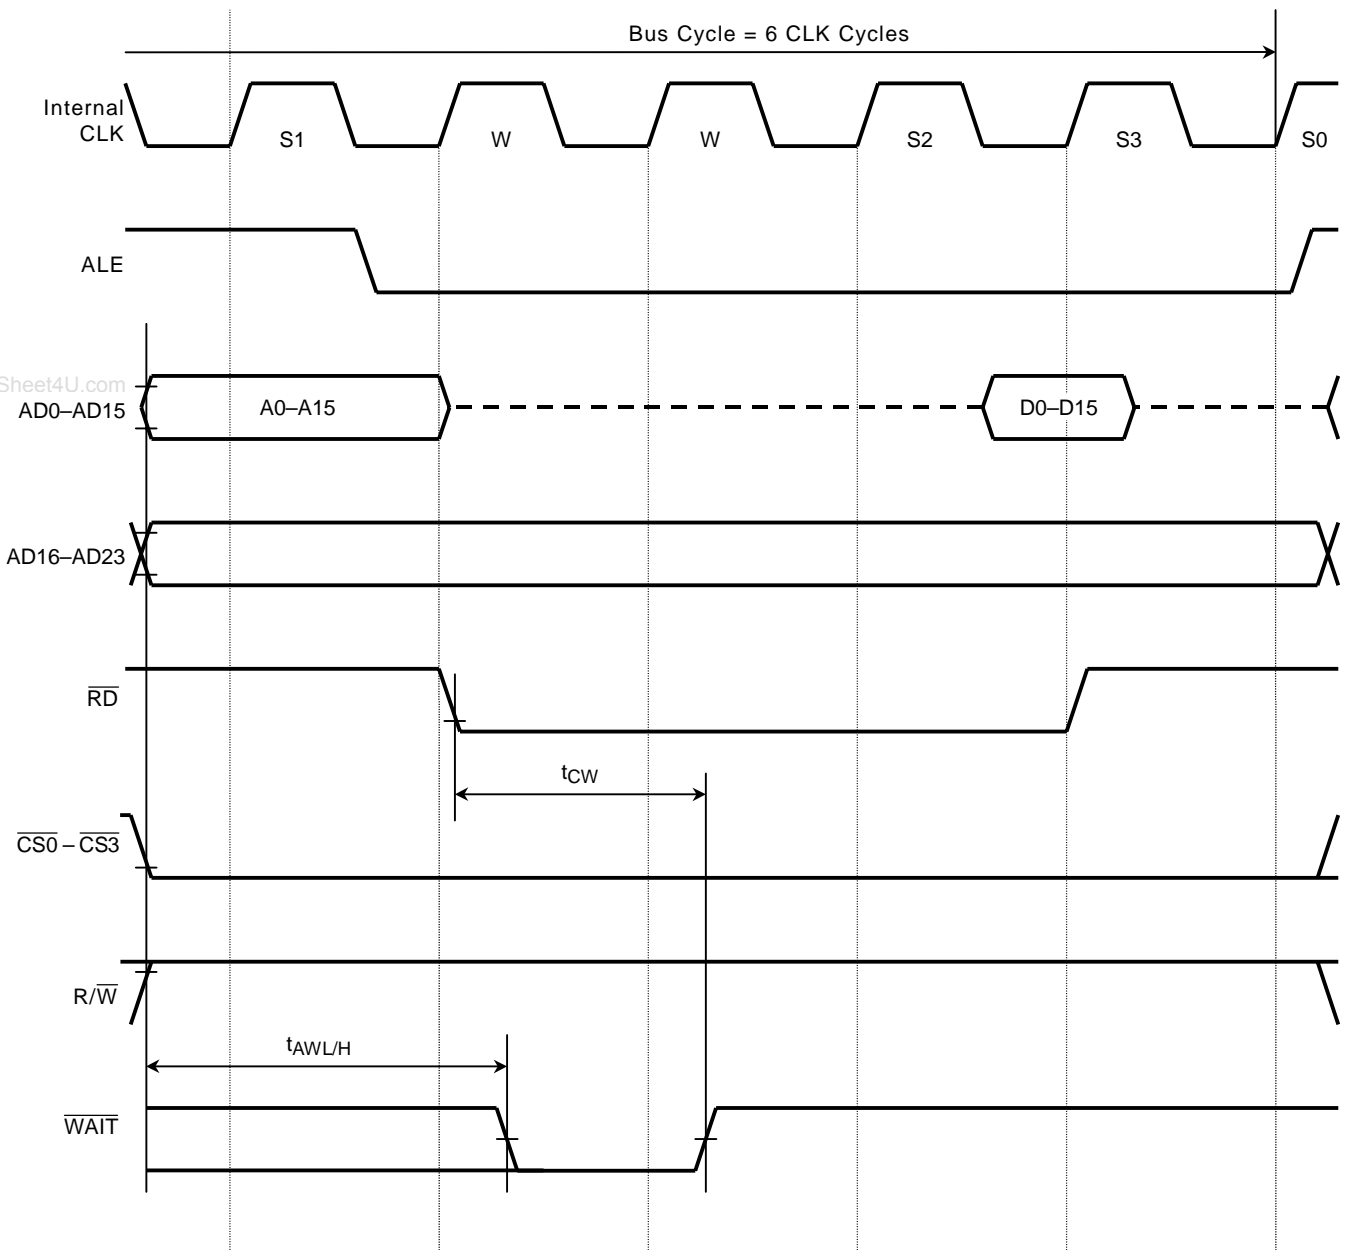 Bus Cycle = 6 CLK Cycles
Internal
CLK
S1
W
W
S2
S3
S0
ALE
Sheet4U.com
AD0–AD15
A0–A15
D0–D15
AD16–AD23
RD
tCW
CS0 – CS3
R/W
tAWL/H
WAIT